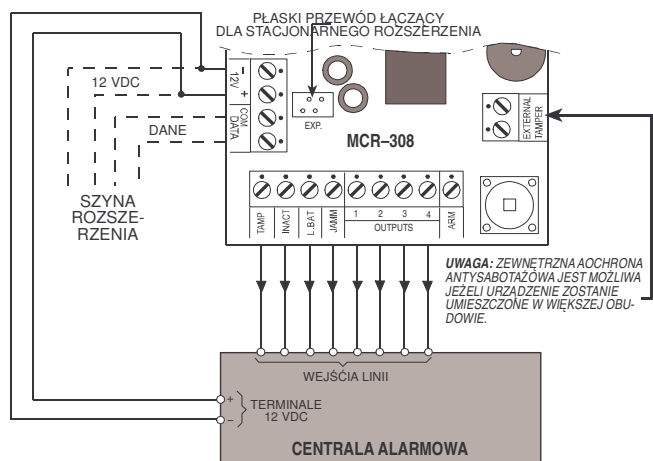 PŁASKI PRZEWÓD ŁĄCZĄCY
DLA STACJONARNEGO ROZSZERZENIA
12 VDC
DANE
SZYNA
ROZSZE-
RZENIA
12V
– +
COM
DATA
EXP.
MCR–308
EXTERNAL
TAMPER
TAMP
INACT
L.BAT
JAMM
1 2 3 4
OUTPUTS
ARM
UWAGA: ZEWNĘTRZNA AOCHRONA
ANTYSABOTAŻÓWA JEST MOŻLIWA
JEŻELI URZĄDZENIE ZOSTANIE
UMIESZCZONE W WIĘKSZEJ OBU-
DOWIE.
WEJŚĆIA LINII
+
–
TERMINALE
12 VDC
CENTRALA ALARMOWA